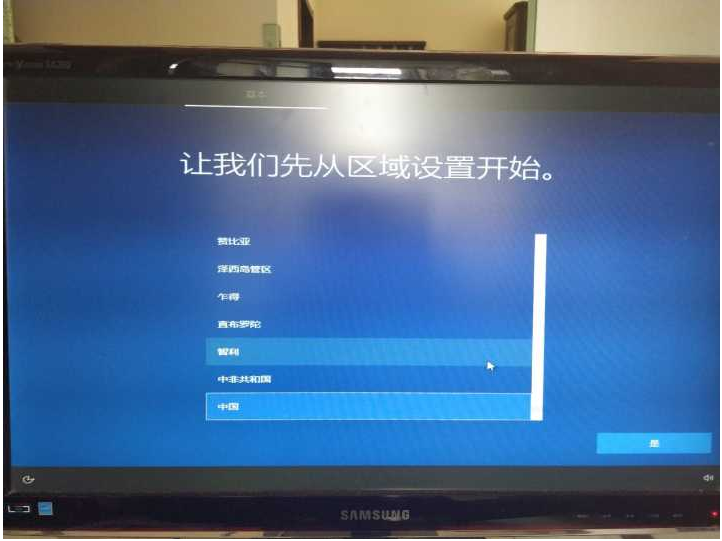 基本
让我们先从区域设置开始。
赞比亚
泽西岛管区
乍得
直布罗陀
智利
中非共和国
中国
是
SAMSUNG